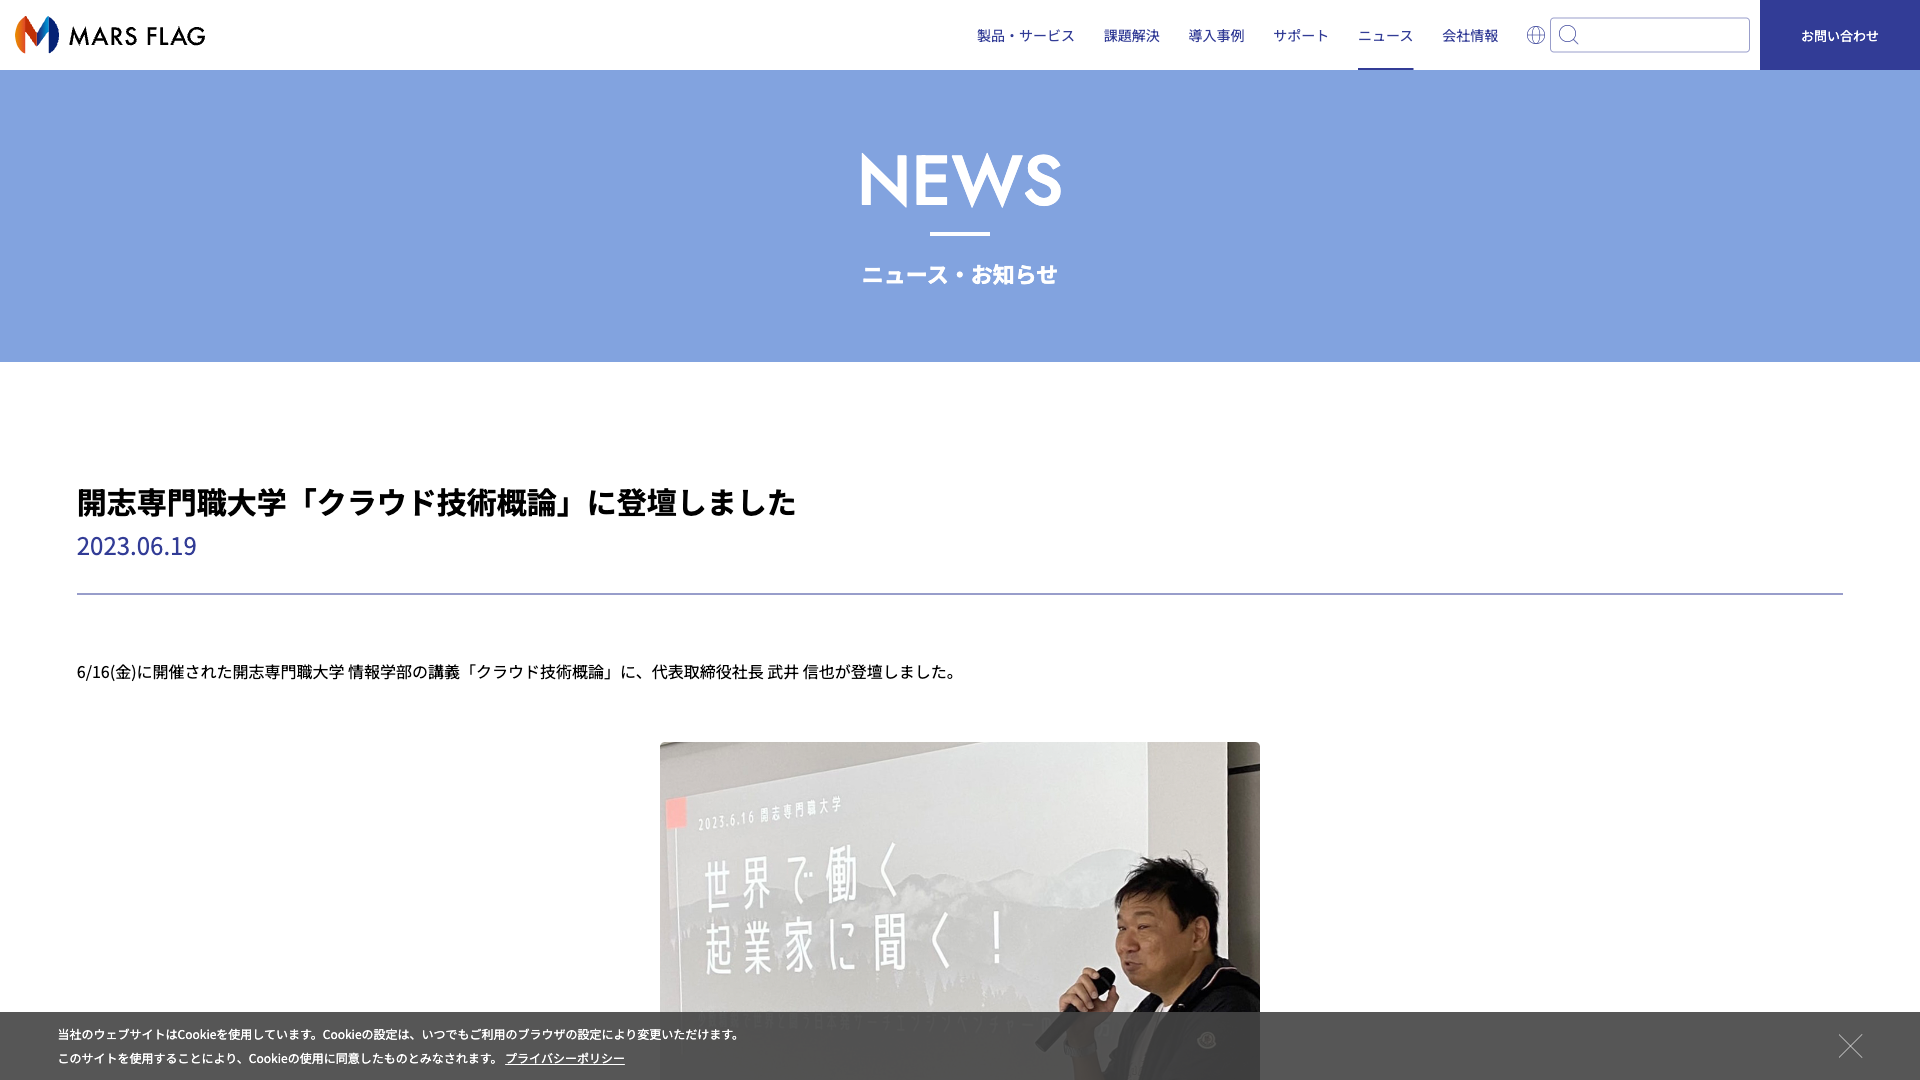 MARS FLAG
製品・サービス
課題解決
導入事例
サポート
ニュース
会社情報
お問い合わせ
NEWS
ニュース・お知らせ
開志専門職大学「クラウド技術概論」に登壇しました
2023.06.19
6/16(金)に開催された開志専門職大学 情報学部の講義「クラウド技術概論」に、代表取締役社長 武井 信也が登壇しました。
2023.6.16 開志専門職大学
世界で働く
起業家に聞く！
当社のウェブサイトはCookieを使用しています。Cookieの設定は、いつでもご利用のブラウザの設定により変更いただけます。
このサイトを使用することにより、Cookieの使用に同意したものとみなされます。 プライバシーポリシー